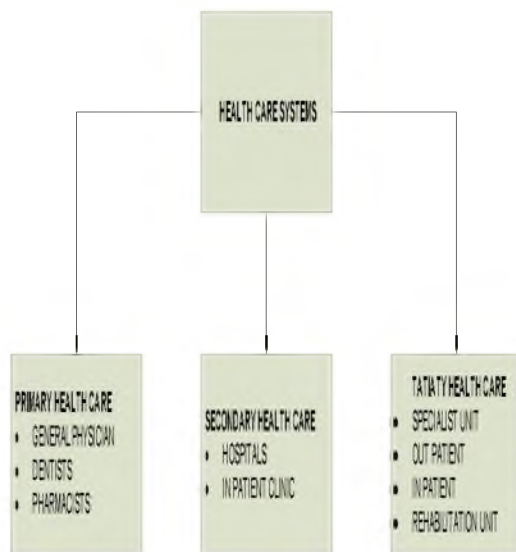 HEALTH CARE SYSTEMS
PRIMARY HEALTH CARE
• GENERAL PHYSICIAN
• DENTISTS
• PHARMACISTS
SECONDARY HEALTH CARE
• HOSPITALS
• IN PATIENT CLINIC
TATIATY HEALTH CARE
• SPECIALIST UNIT
• OUT PATIENT
• IN PATIENT
• REHABILITATION UNIT